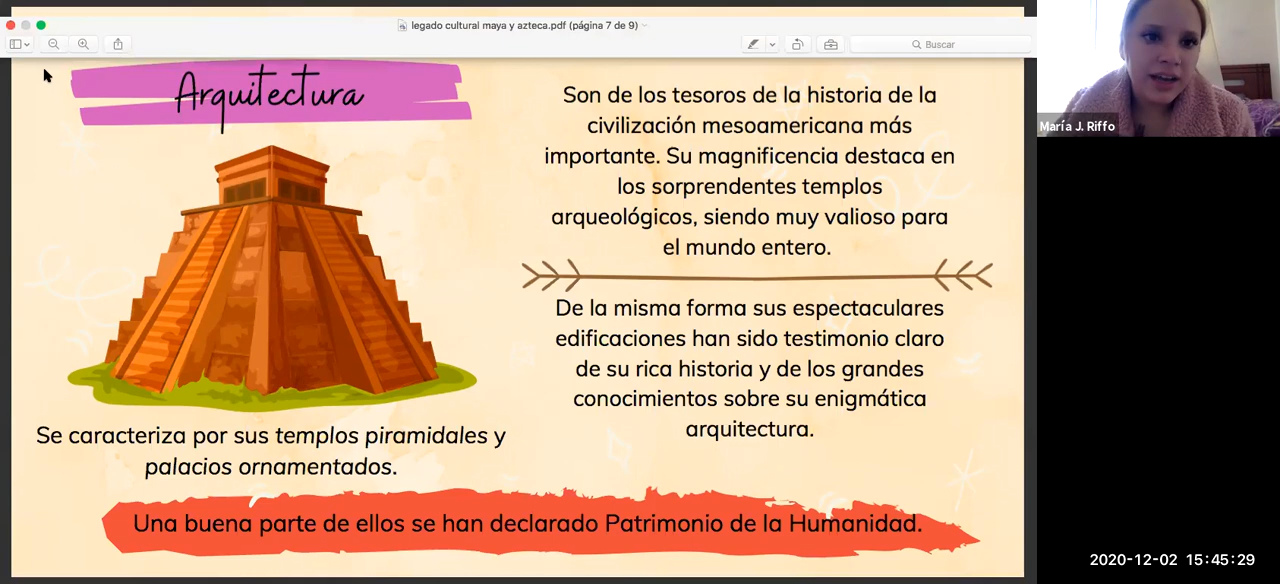 legado cultural maya y azteca.pdf (página 7 de 9)
Buscar
Arquitectura
Son de los tesoros de la historia de la
civilización mesoamericana más
importante. Su magnificencia destaca en
los sorprendentes templos
arqueológicos, siendo muy valioso para
el mundo entero.
De la misma forma sus espectaculares
edificaciones han sido testimonio claro
de su rica historia y de los grandes
conocimientos sobre su enigmática
arquitectura.
Se caracteriza por sus templos piramidales y
palacios ornamentados.
Una buena parte de ellos se han declarado Patrimonio de la Humanidad.
María J. Riffo
2020-12-02 15:45:29